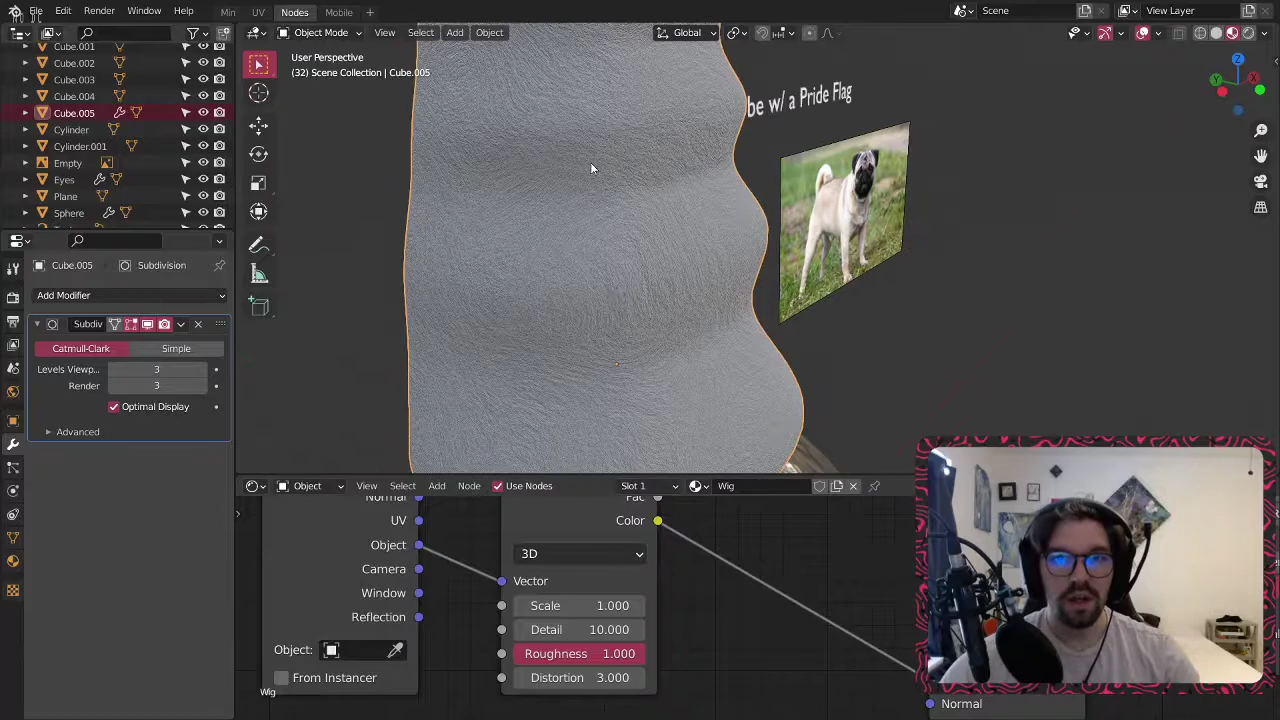 File Edit Render Window Help Min UV Nodes Mobile + Scene View Layer
Object Mode View Select Add Object Global
Cube.001
Cube.002
Cube.003
Cube.004
Cube.005
Cylinder
Cylinder.001
Empty
Eyes
Plane
Sphere
User Perspective
(32) Scene Collection | Cube.005
be w/ a Pride Flag
Z
Y
Cube.005 Subdivision
Add Modifier
Subdiv
Catmull-Clark Simple
Levels Viewp... 3
Render 3
Optimal Display
Advanced
Object View Select Add Node Use Nodes Slot 1 Wig
Normal
UV
Object
Camera
Window
Reflection
Object:
From Instancer
Wig
Fac
Color
3D
Vector
Scale 1.000
Detail 10.000
Roughness 1.000
Distortion 3.000
Normal